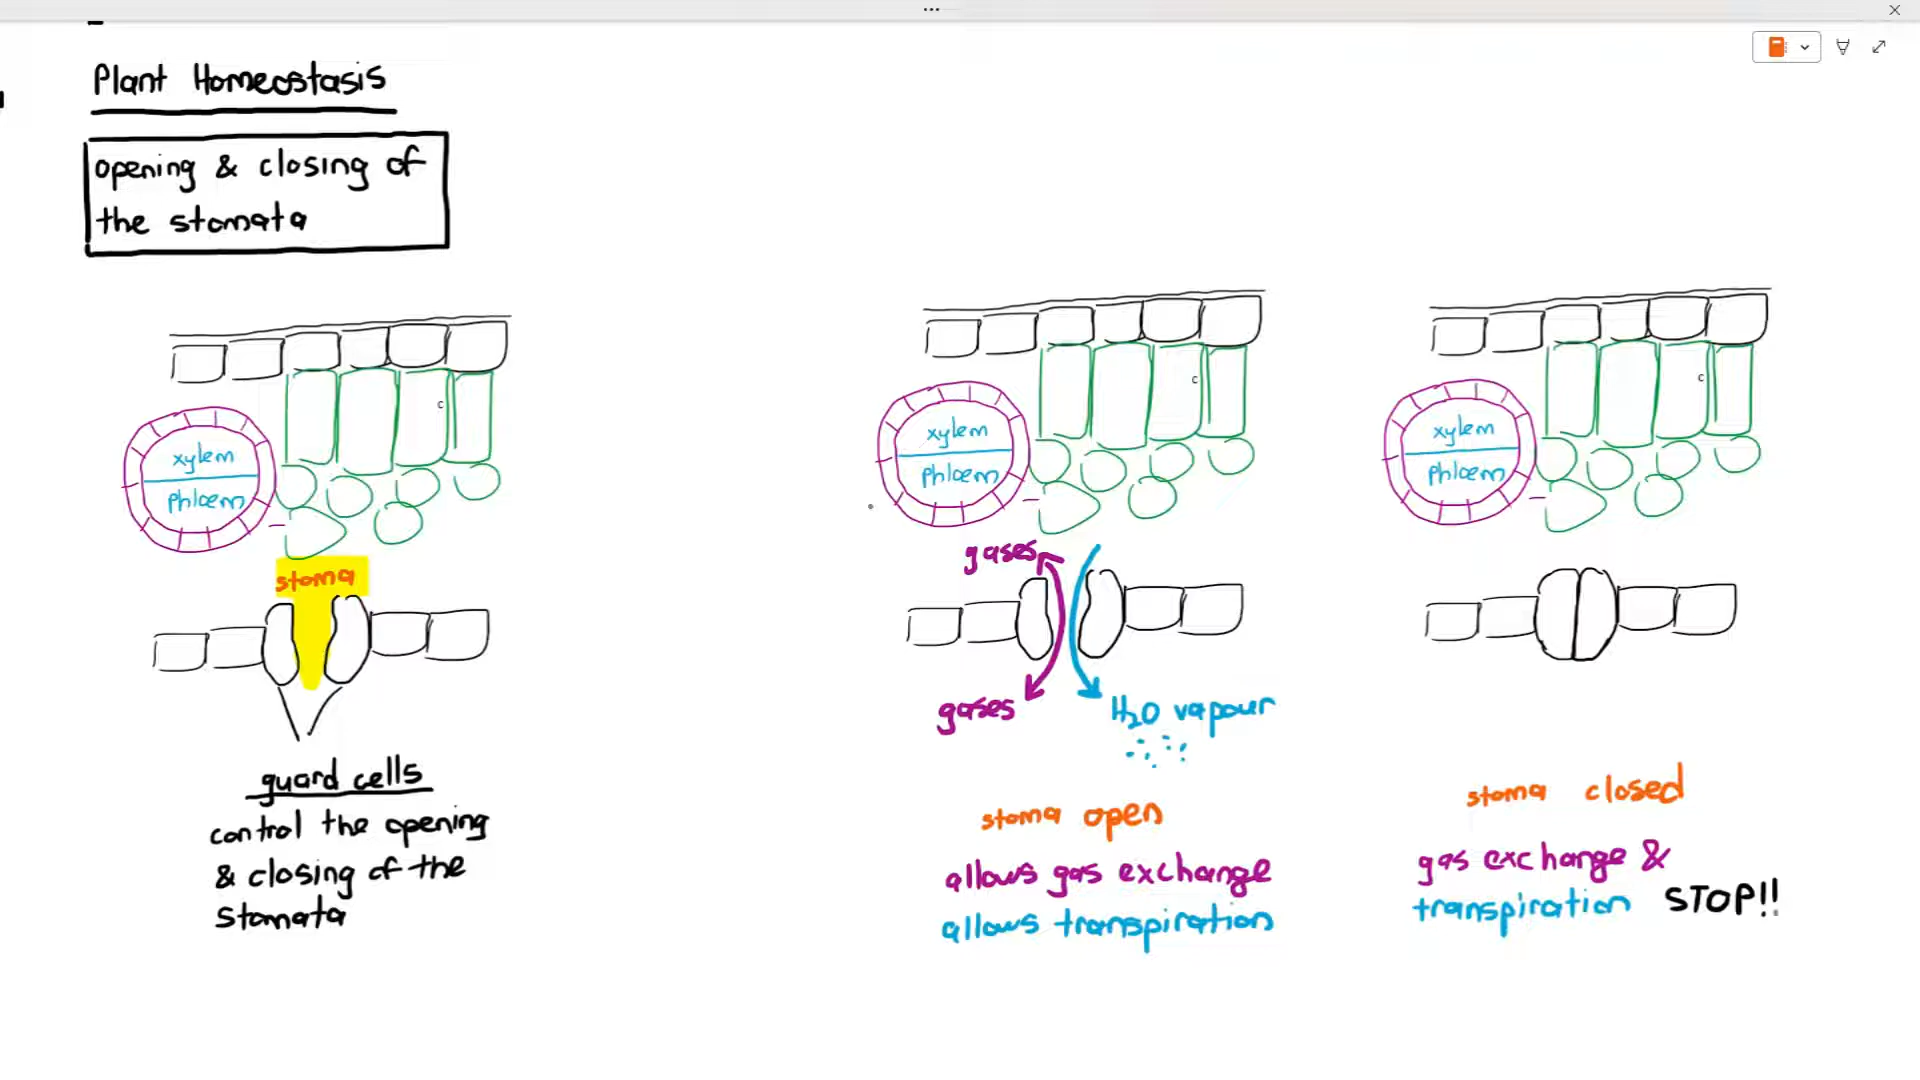 Plant Homeostasis
opening & closing of
the stomata
xylem
Phloem
c
stoma
guard cells
control the opening
& closing of the
stomata
xylem
Phloem
c
gases
gases
H₂O vapour
stoma open
allows gas exchange
allows transpiration
xylem
Phloem
c
stoma closed
gas exchange &
transpiration STOP!!